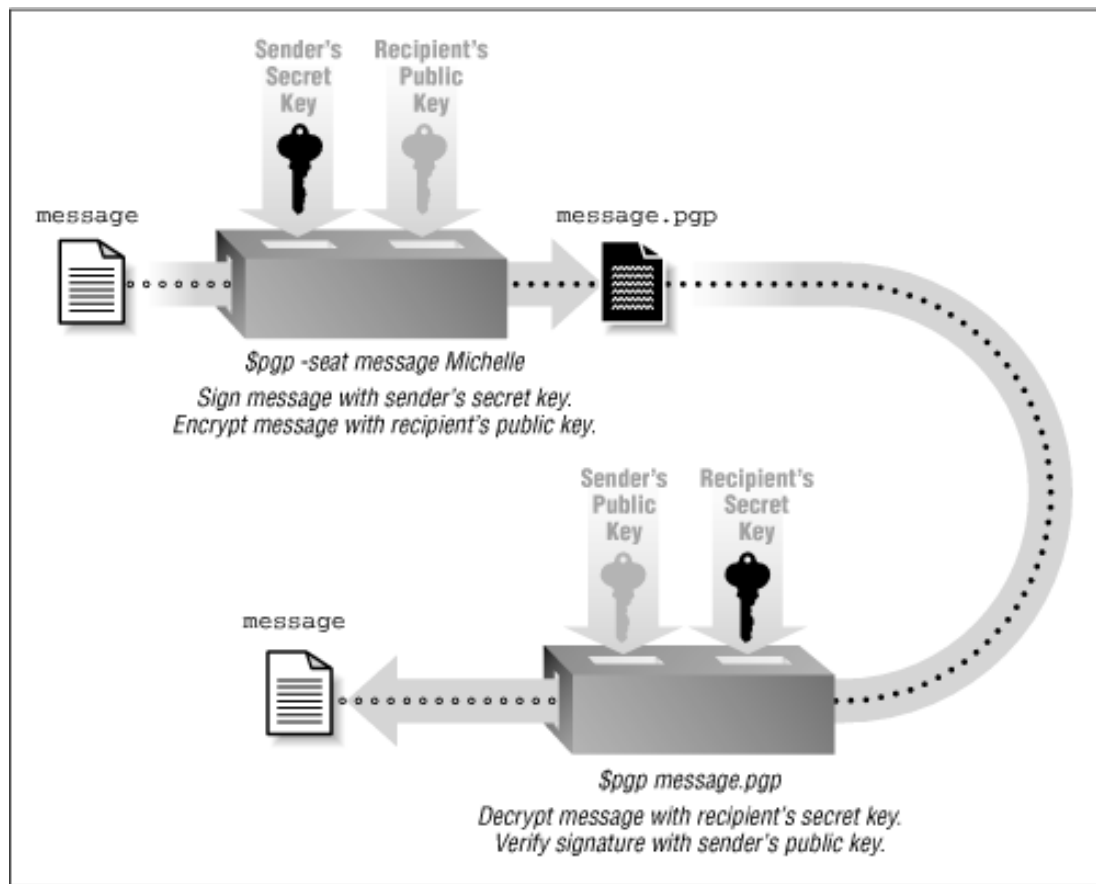 Sender's
Secret
Key
Recipient's
Public
Key
message
message.pgp
$pgp -seat message Michelle
Sign message with sender's secret key.
Encrypt message with recipient's public key.
Sender's
Public
Key
Recipient's
Secret
Key
message
$pgp message.pgp
Decrypt message with recipient's secret key.
Verify signature with sender's public key.